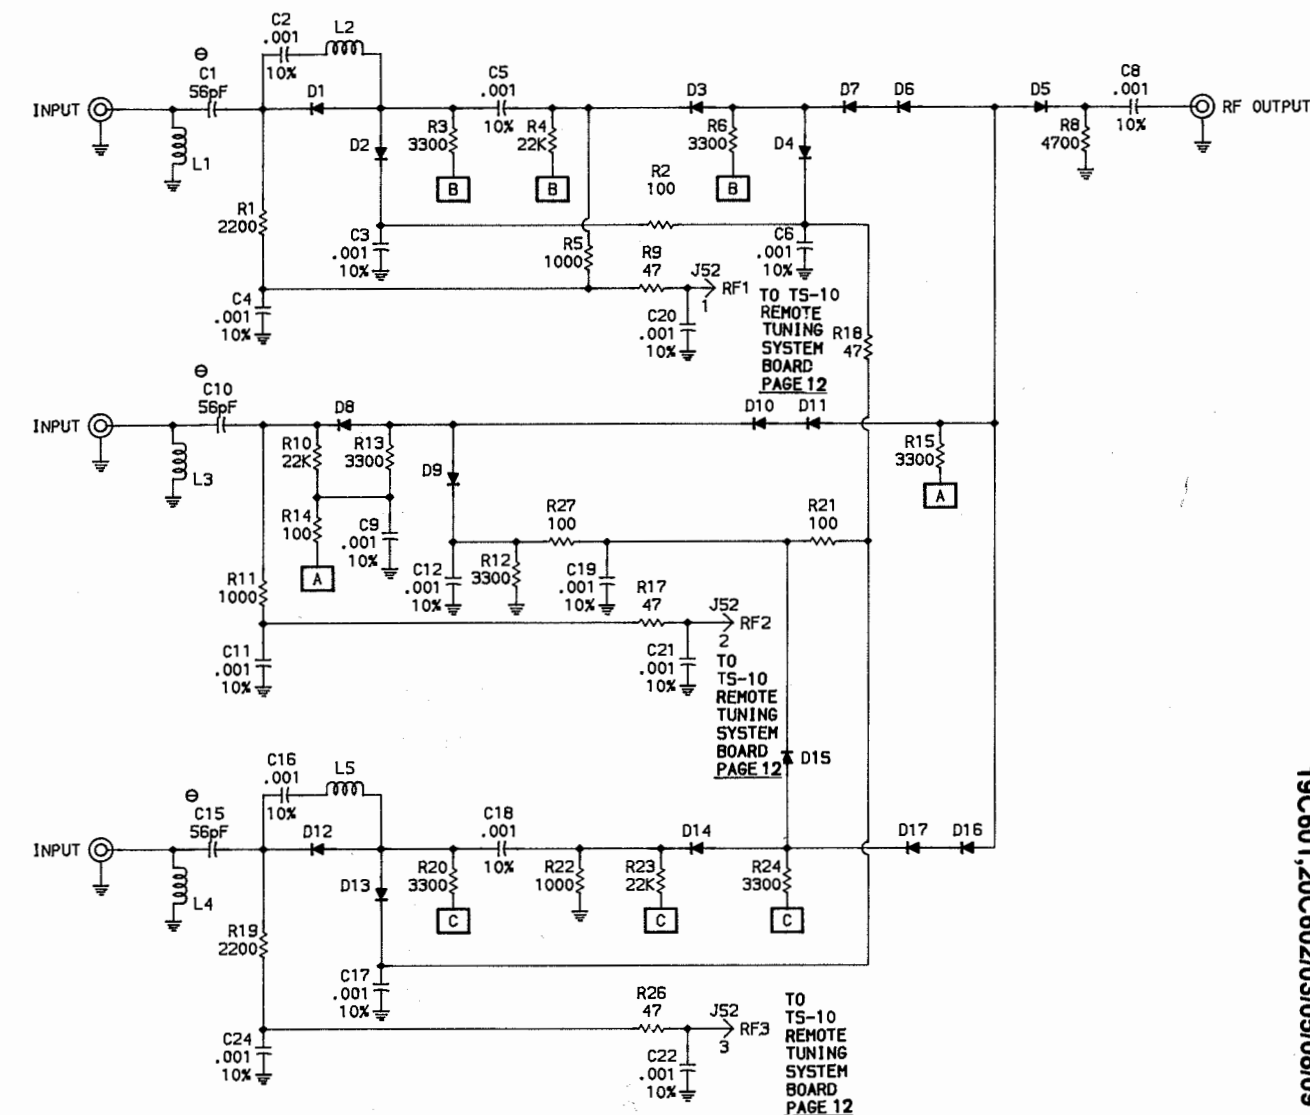 C2
.001
10%
L2
⊖
C1
56pF
INPUT
L1
D1
D2
R3
3300
B
C5
.001
10%
R4
22K
B
D3
R6
3300
B
D4
D7
D6
D5
R8
4700
C8
.001
10%
RF OUTPUT
R1
2200
C3
.001
10%
R2
100
R5
1000
R9
47
C6
.001
10%
C4
.001
10%
J52
1
RF1
C20
.001
10%
TO TS-10
REMOTE
TUNING
SYSTEM
BOARD
PAGE 12
R18
47
⊖
C10
56pF
INPUT
L3
D8
R10
22K
R13
3300
D9
D10
D11
R15
3300
A
R14
100
A
C9
.001
10%
R27
100
R21
100
C12
.001
10%
R12
3300
C19
.001
10%
R11
1000
R17
47
J52
2
RF2
C11
.001
10%
C21
.001
10%
TO
TS-10
REMOTE
TUNING
SYSTEM
BOARD
PAGE 12
D15
C16
.001
10%
L5
⊖
C15
56pF
INPUT
L4
D12
D13
R20
3300
C
C18
.001
10%
R22
1000
R23
22K
C
D14
R24
3300
C
D17
D16
R19
2200
C17
.001
10%
R26
47
J52
3
RF3
C24
.001
10%
C22
.001
10%
TO
TS-10
REMOTE
TUNING
SYSTEM
BOARD
PAGE 12